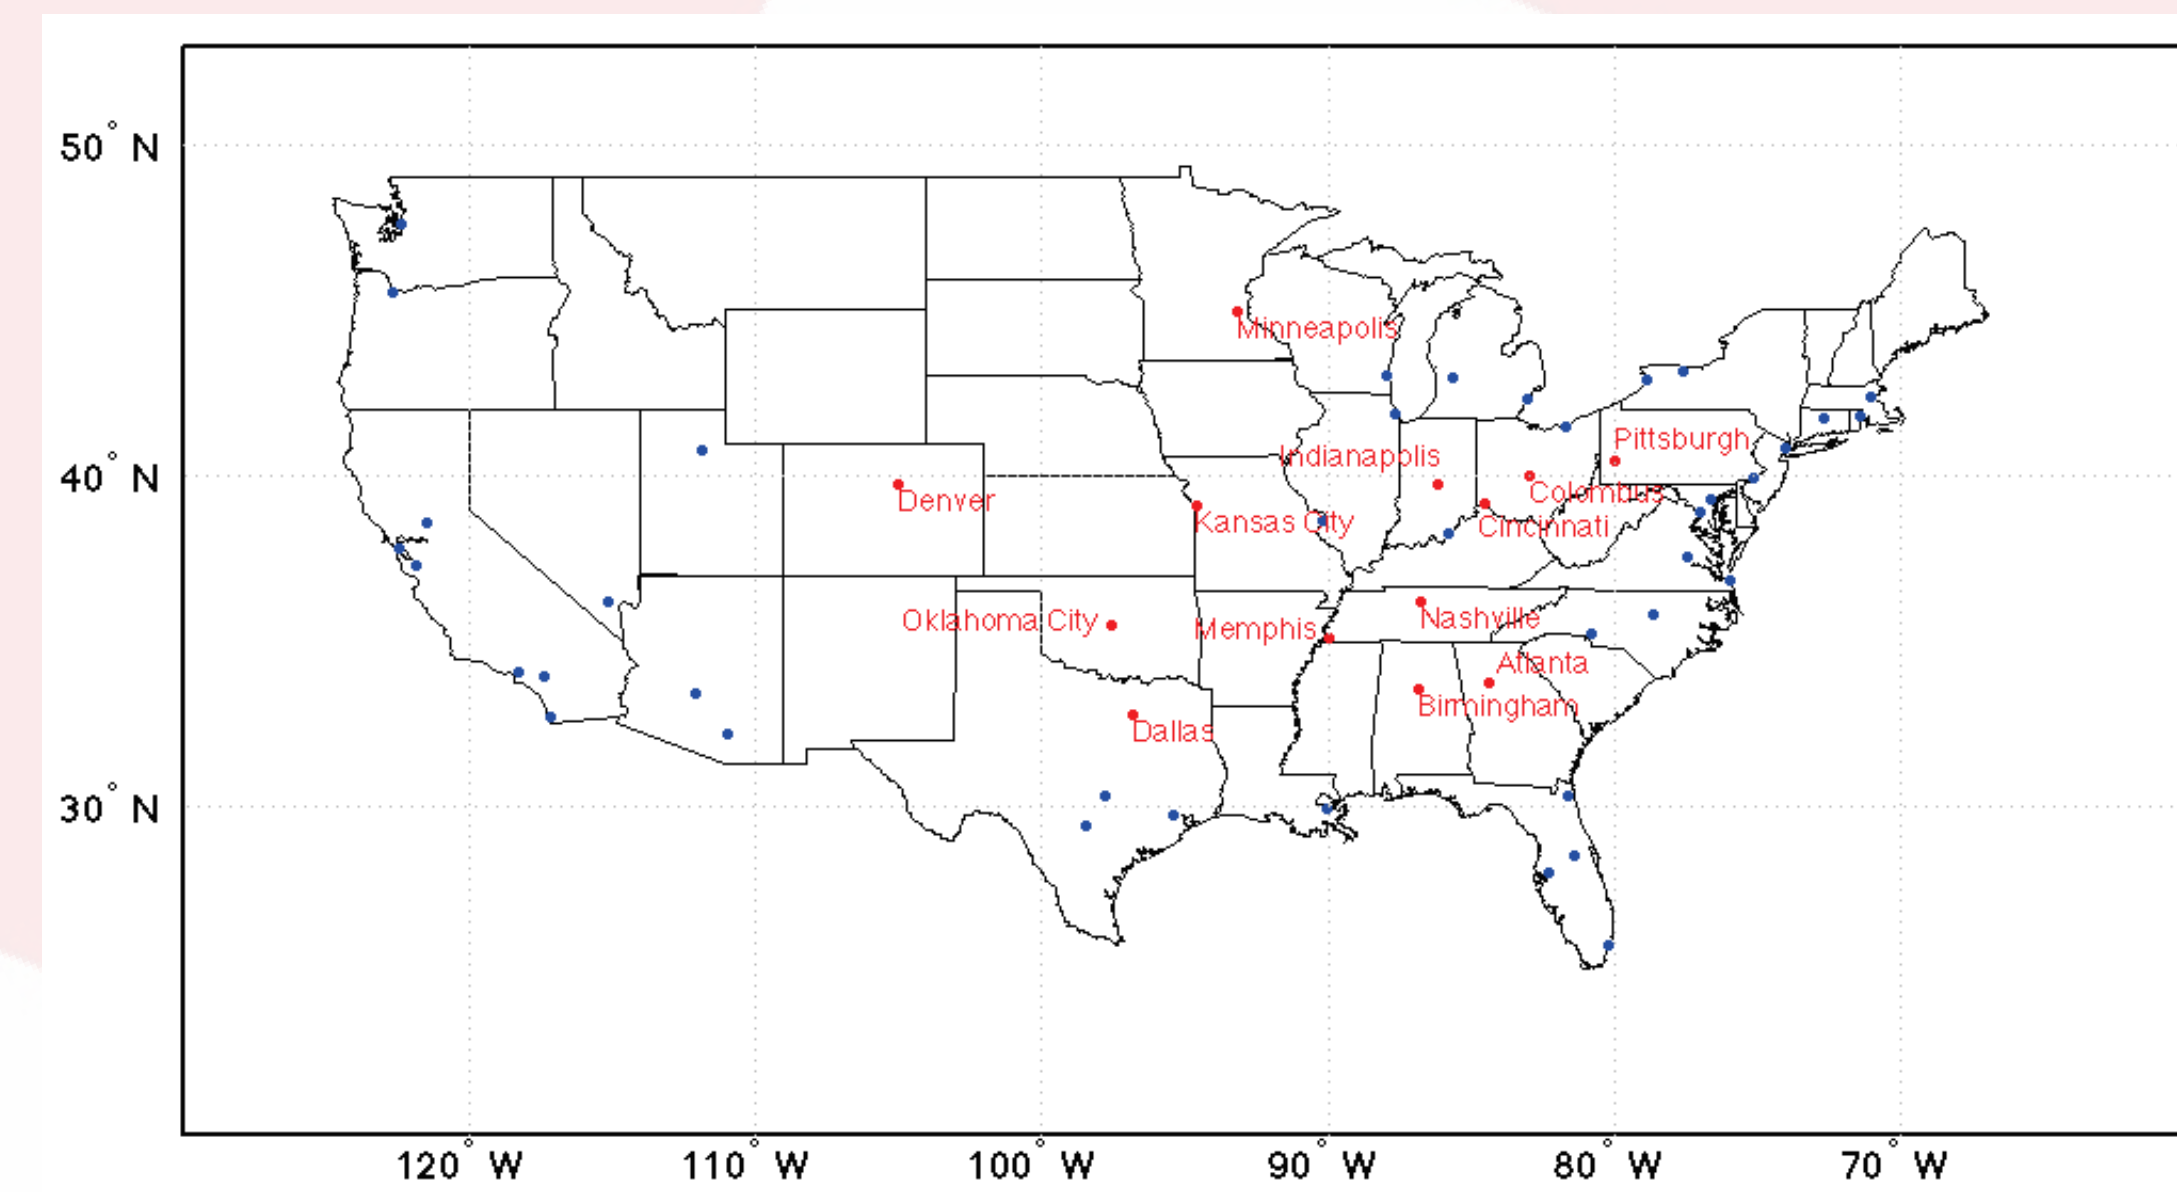 50° N
Minneapolis
Pittsburgh
Indianapolis
40° N
Denver
Colombus
Kansas City
Cincinnati
Oklahoma City
Memphis
Nashville
Atlanta
Birmingham
Dallas
30° N
120° W
110° W
100° W
90° W
80° W
70° W